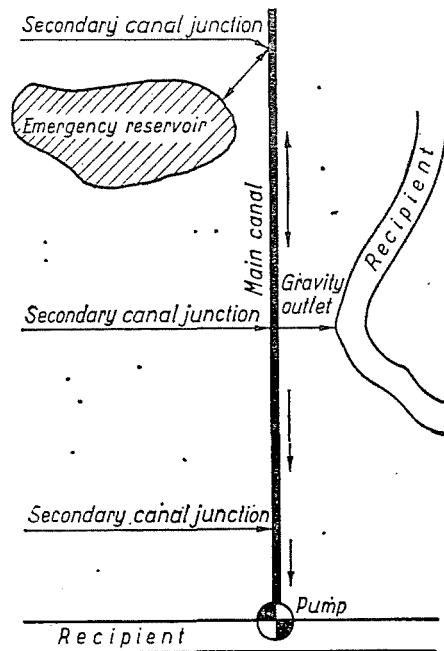 Secondary canal junction
Emergency reservoir
Main canal
Recipient
Gravity
outlet
Secondary canal junction
Secondary canal junction
Pump
Recipient